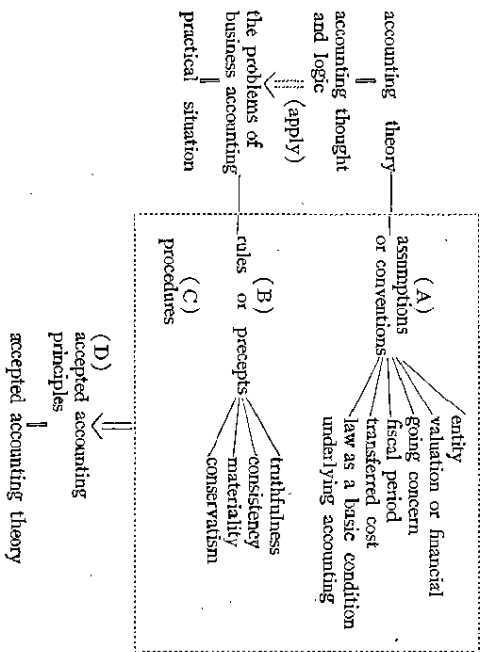 accounting theory
accounting thought
and logic
(apply)
the problems of
business accounting
practical situation
(A)
assumptions
or conventions
entity
valuation or financial
going concern
fiscal period
transferred cost
law as a basic condition
underlying accounting
(B)
rules or precepts
truthfulness
consistency
materiality
conservatism
(C)
procedures
(D)
accepted accounting
principles
accepted accounting theory